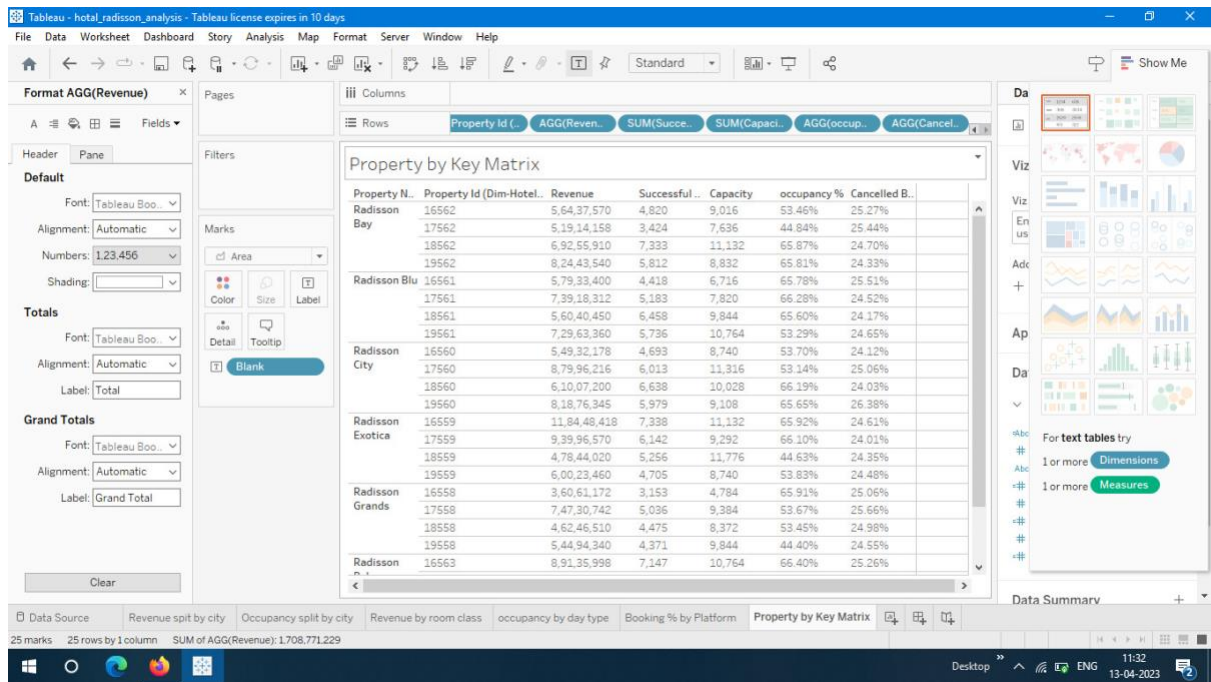 Tableau - hotal_radisson_analysis - Tableau license expires in 10 days
File Data Worksheet Dashboard Story Analysis Map Format Server Window Help
Standard
Show Me
Format AGG(Revenue)
Fields
Header Pane
Default
Font: Tableau Boo..
Alignment: Automatic
Numbers: 1,23,456
Shading:
Totals
Font: Tableau Boo..
Alignment: Automatic
Label: Total
Grand Totals
Font: Tableau Boo..
Alignment: Automatic
Label: Grand Total
Clear
Pages
Filters
Marks
Area
Color Size Label
Detail Tooltip
Blank
Columns
Rows Property Id (.. AGG(Reven.. SUM(Succe.. SUM(Capaci.. AGG(occup.. AGG(Cancel..
Property by Key Matrix
Property N.. Property Id (Dim-Hotel.. Revenue Successful .. Capacity occupancy % Cancelled B..
Radisson Bay 16562 5,64,37,570 4,820 9,016 53.46% 25.27%
17562 5,19,14,158 3,424 7,636 44.84% 25.44%
18562 6,92,55,910 7,333 11,132 65.87% 24.70%
19562 8,24,43,540 5,812 8,832 65.81% 24.33%
Radisson Blu 16561 5,79,33,400 4,418 6,716 65.78% 25.51%
17561 7,39,18,312 5,183 7,820 66.28% 24.52%
18561 5,60,40,450 6,458 9,844 65.60% 24.17%
19561 7,29,63,360 5,736 10,764 53.29% 24.65%
Radisson City 16560 5,49,32,178 4,693 8,740 53.70% 24.12%
17560 8,79,96,216 6,013 11,316 53.14% 25.06%
18560 6,10,07,200 6,638 10,028 66.19% 24.03%
19560 8,18,76,345 5,979 9,108 65.65% 26.38%
Radisson Exotica 16559 11,84,48,418 7,338 11,132 65.92% 24.61%
17559 9,39,96,570 6,142 9,292 66.10% 24.01%
18559 4,78,44,020 5,256 11,776 44.63% 24.35%
19559 6,00,23,460 4,705 8,740 53.83% 24.48%
Radisson Grands 16558 3,60,61,172 3,153 4,784 65.91% 25.06%
17558 7,47,30,742 5,036 9,384 53.67% 25.66%
18558 4,62,46,510 4,475 8,372 53.45% 24.98%
19558 5,44,94,340 4,371 9,844 44.40% 24.55%
Radisson 16563 8,91,35,998 7,147 10,764 66.40% 25.26%
Da
Viz
Viz
En
us
Adc
Ap
Da
Abc
Abc
For text tables try
1 or more Dimensions
1 or more Measures
Data Summary
Data Source Revenue spit by city Occupancy split by city Revenue by room class occupancy by day type Booking % by Platform Property by Key Matrix
25 marks 25 rows by 1 column SUM of AGG(Revenue): 1,708,771,229
Desktop ENG 11:32
13-04-2023
2